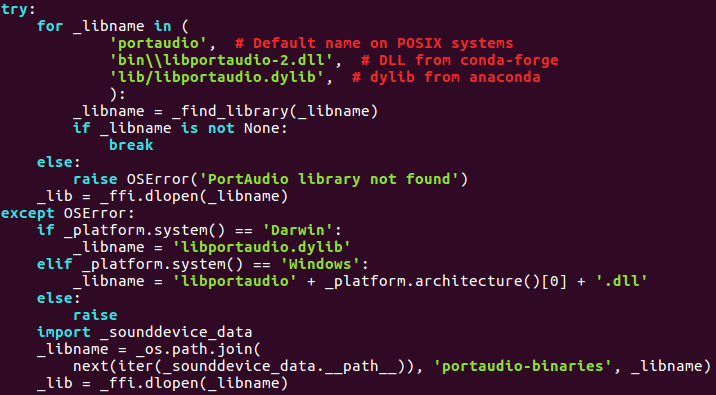 try:
    for _libname in (
            'portaudio',  # Default name on POSIX systems
            'bin\\libportaudio-2.dll',  # DLL from conda-forge
            'lib/libportaudio.dylib',  # dylib from anaconda
            ):
        _libname = _find_library(_libname)
        if _libname is not None:
            break
    else:
        raise OSError('PortAudio library not found')
    _lib = _ffi.dlopen(_libname)
except OSError:
    if _platform.system() == 'Darwin':
        _libname = 'libportaudio.dylib'
    elif _platform.system() == 'Windows':
        _libname = 'libportaudio' + _platform.architecture()[0] + '.dll'
    else:
        raise
    import _sounddevice_data
    _libname = _os.path.join(
        next(iter(_sounddevice_data.__path__)), 'portaudio-binaries', _libname)
    _lib = _ffi.dlopen(_libname)